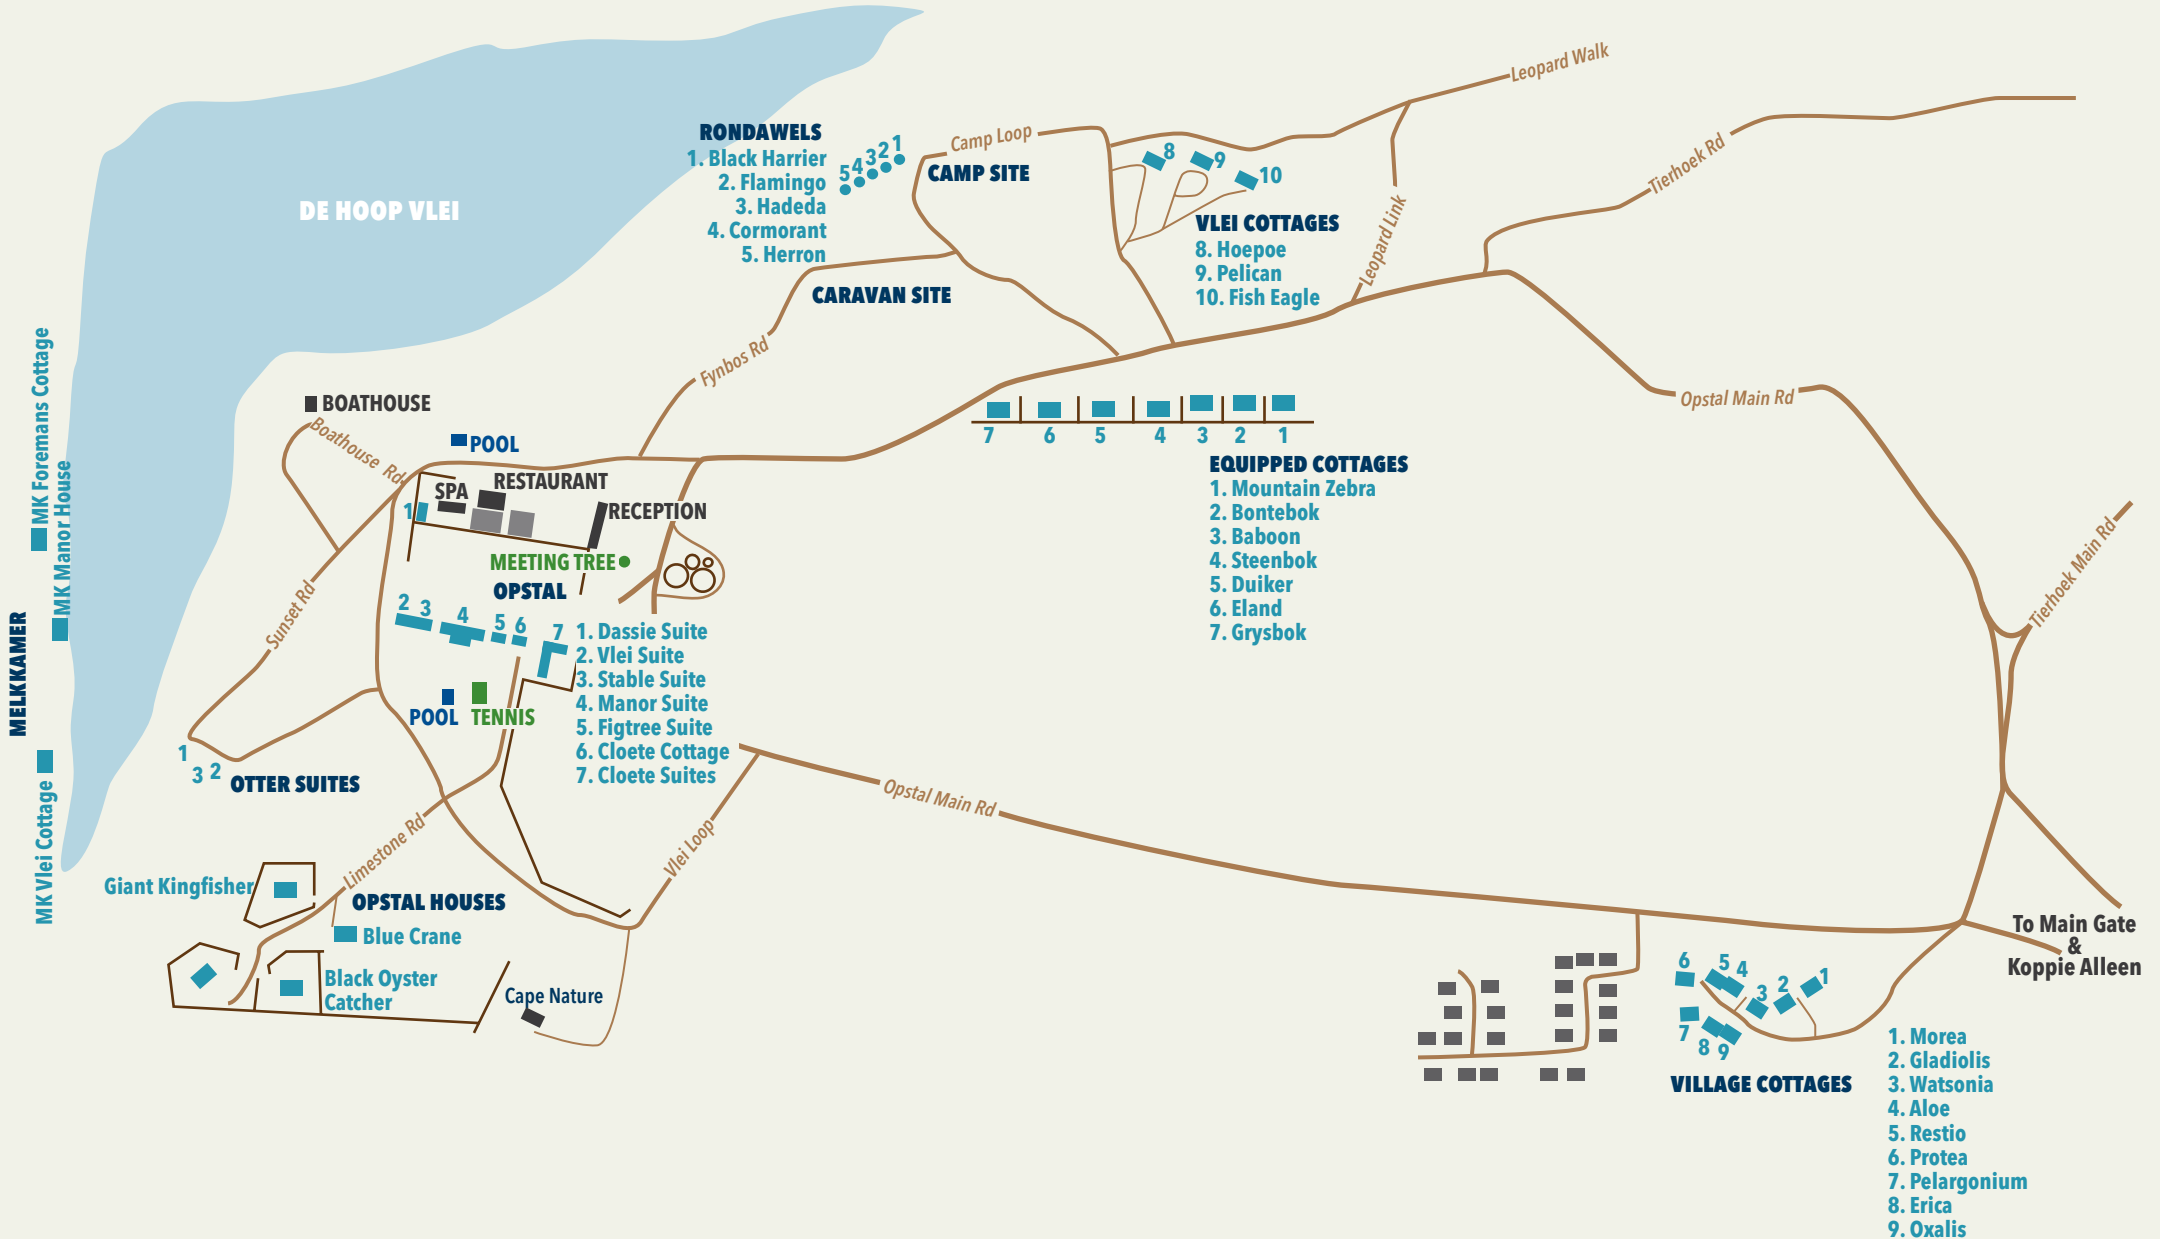 Leopard Walk
Camp Loop
Tierhoek Rd
RONDAWELS
1. Black Harrier
2. Flamingo
3. Hadeda
4. Cormorant
5. Herron
5 4 3 2 1
CAMP SITE
8
9
10
VLEI COTTAGES
8. Hoepoe
9. Pelican
10. Fish Eagle
Leopard Link
DE HOOP VLEI
CARAVAN SITE
Fynbos Rd
Opstal Main Rd
7 6 5 4 3 2 1
EQUIPPED COTTAGES
1. Mountain Zebra
2. Bontebok
3. Baboon
4. Steenbok
5. Duiker
6. Eland
7. Grysbok
MK Foremans Cottage
MK Manor House
MELKKAMER
MK Vlei Cottage
BOATHOUSE
Boathouse Rd
POOL
SPA
RESTAURANT
1
RECEPTION
MEETING TREE
OPSTAL
2 3 4 5 6 7
1. Dassie Suite
2. Vlei Suite
3. Stable Suite
4. Manor Suite
5. Figtree Suite
6. Cloete Cottage
7. Cloete Suites
POOL
TENNIS
Sunset Rd
1
3 2
OTTER SUITES
Limestone Rd
Vlei Loop
Opstal Main Rd
Tierhoek Main Rd
Giant Kingfisher
OPSTAL HOUSES
Blue Crane
Black Oyster
Catcher
Cape Nature
To Main Gate
&
Koppie Alleen
6 5 4 3 2 1
7 8 9
VILLAGE COTTAGES
1. Morea
2. Gladiolis
3. Watsonia
4. Aloe
5. Restio
6. Protea
7. Pelargonium
8. Erica
9. Oxalis